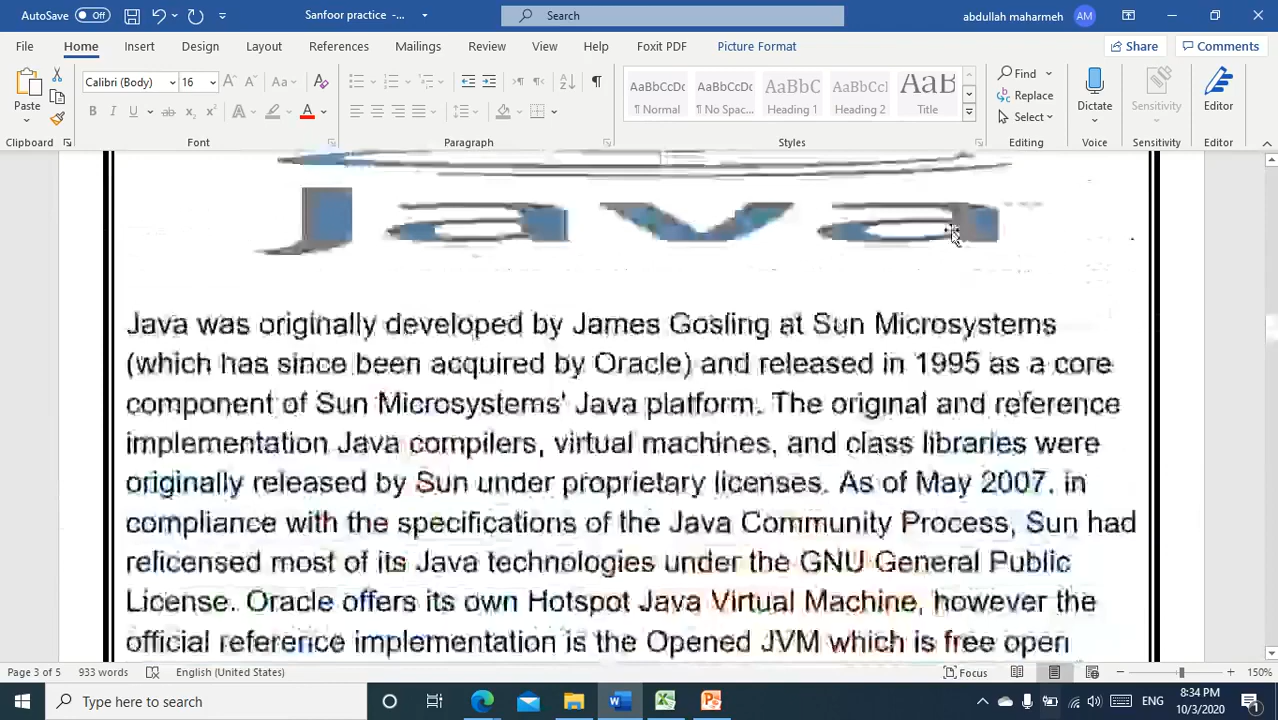 AutoSave Off Sanfoor practice -... Search abdullah maharmeh AM
File Home Insert Design Layout References Mailings Review View Help Foxit PDF Picture Format Share Comments
Calibri (Body) 16 Aa
Paste B I U ab x x A A
AaBbCcDc AaBbCcDc AaBbC AaBbCcl AaB
¶ Normal ¶ No Spac... Heading 1 Heading 2 Title
Find Replace Select Dictate Sensitivity Editor
Clipboard Font Paragraph Styles Editing Voice Sensitivity Editor
Java
Java was originally developed by James Gosling at Sun Microsystems
(which has since been acquired by Oracle) and released in 1995 as a core
component of Sun Microsystems' Java platform. The original and reference
implementation Java compilers, virtual machines, and class libraries were
originally released by Sun under proprietary licenses. As of May 2007, in
compliance with the specifications of the Java Community Process, Sun had
relicensed most of its Java technologies under the GNU General Public
License. Oracle offers its own Hotspot Java Virtual Machine, however the
official reference implementation is the Opened JVM which is free open
Page 3 of 5 933 words English (United States) Focus 150%
Type here to search ENG 8:34 PM
10/3/2020 1